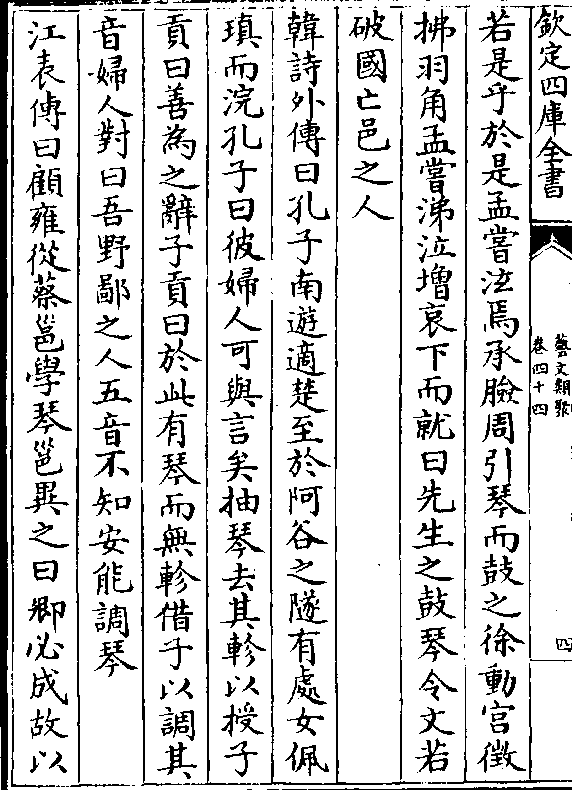 欽定四庫全書
藝文類聚
卷四十四
四
若是乎於是孟嘗泫焉承臉周引琴而鼓之徐動宮徵
拂羽角孟嘗涕泣增哀下而就曰先生之鼓琴令文若
破國亡邑之人
韓詩外傳曰孔子南遊適楚至於阿谷之隧有處女佩
瑱而浣孔子曰彼婦人可與言矣抽琴去其軫以授子
貢曰善為之辭子貢曰於此有琴而無軫借子以調其
音婦人對曰吾野鄙之人五音不知安能調琴
江表傳曰顧雍從蔡邕學琴邕異之曰卿必成故以